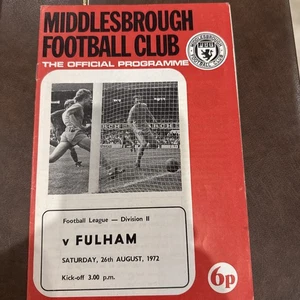 MIDDLESBROUGH
FOOTBALL CLUB
THE OFFICIAL PROGRAMME
Football League — Division II
v FULHAM
SATURDAY, 26th AUGUST, 1972
Kick-off 3.00 p.m.
6p